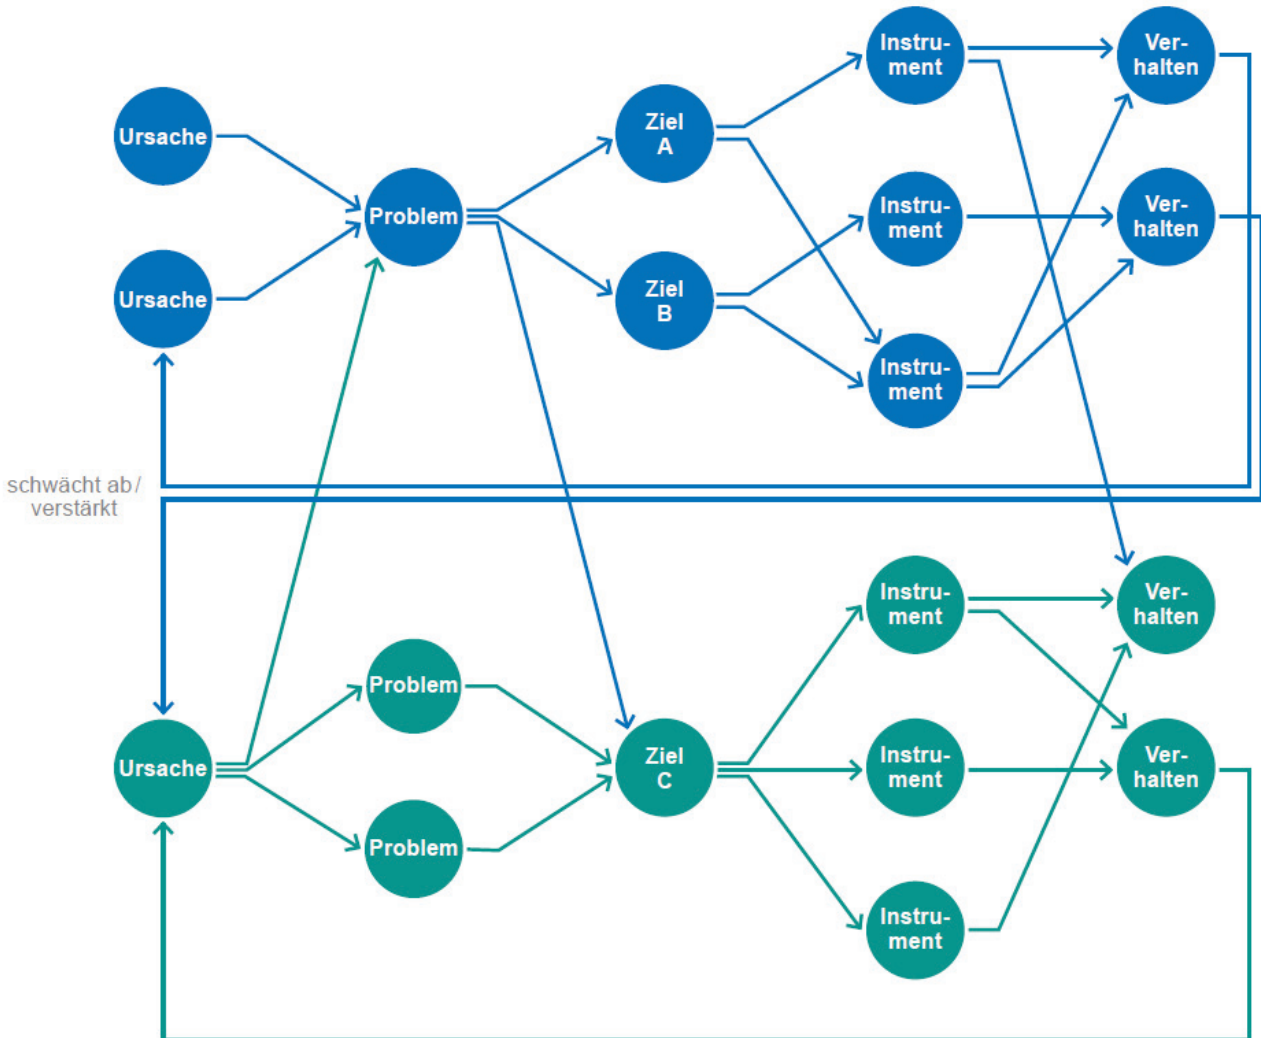 Instru-
ment
Ver-
halten
Ursache
Ziel
A
Problem
Instru-
ment
Ver-
halten
Ursache
Ziel
B
Instru-
ment
schwächt ab/
verstärkt
Instru-
ment
Ver-
halten
Problem
Ursache
Ziel
C
Instru-
ment
Ver-
halten
Problem
Instru-
ment